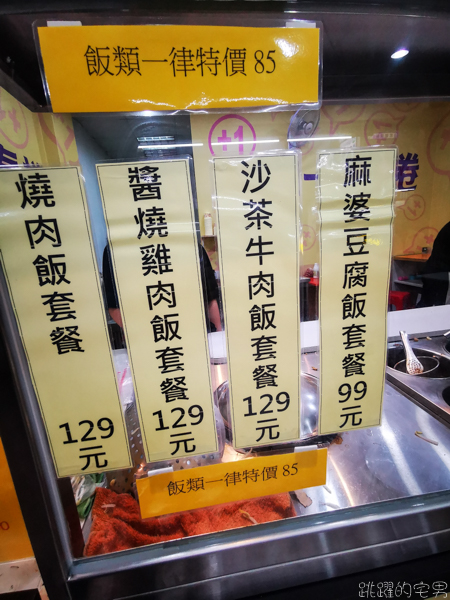 飯類一律特價 85
燒肉飯套餐 129元
醬燒雞肉飯套餐 129元
沙茶牛肉飯套餐 129元
麻婆豆腐飯套餐 99元
+1
捲
飯類一律特價 85
跳躍的宅男